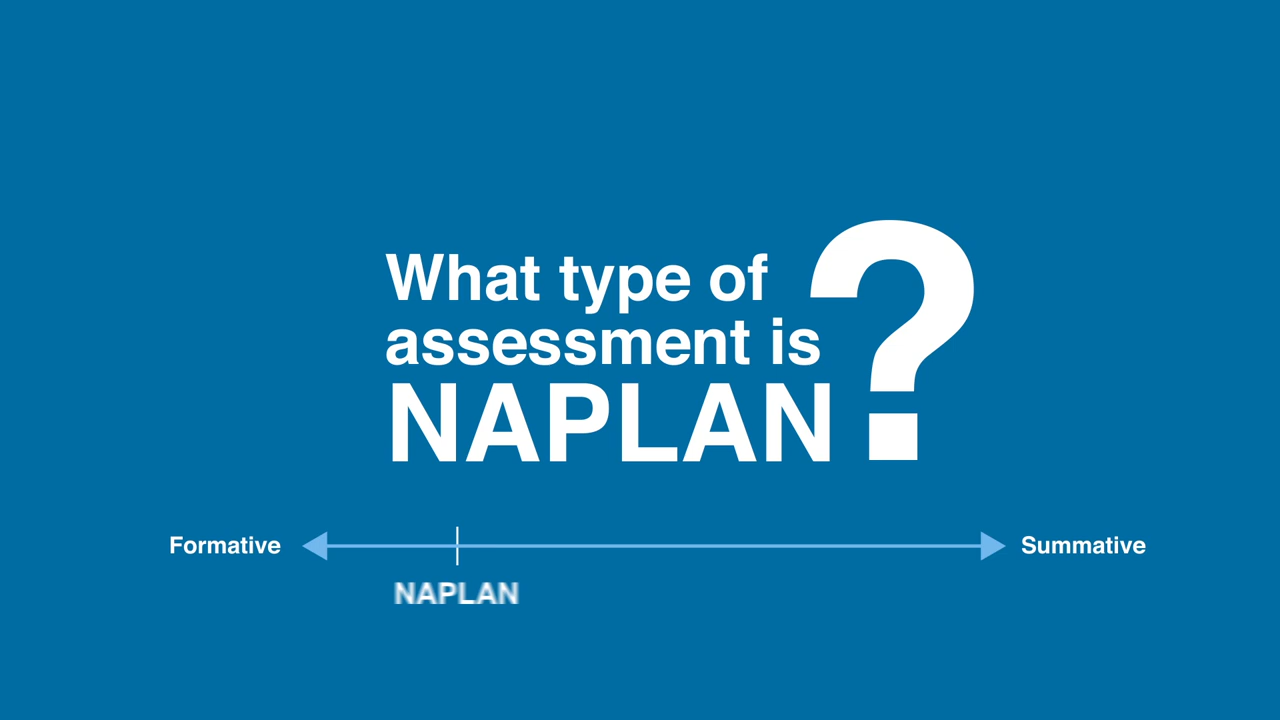 What type of
assessment is
NAPLAN?
Formative
Summative
NAPLAN